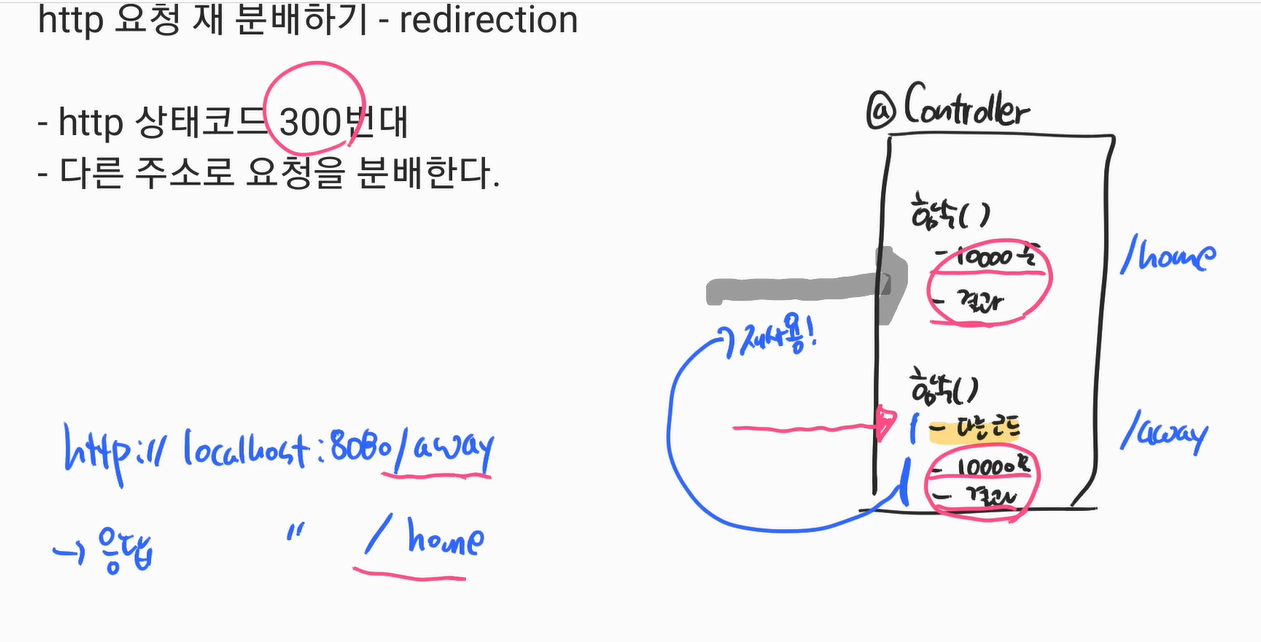 http 요청 재 분배하기 - redirection
- http 상태코드 300번대
- 다른 주소로 요청을 분배한다.
@Controller
함수()
- 10000줄
- 결과
/home
→ 재사용!
함수()
- 다른코드
/away
- 10000줄
- 결과
http:// localhost:8080/away
→ 응답 " /home